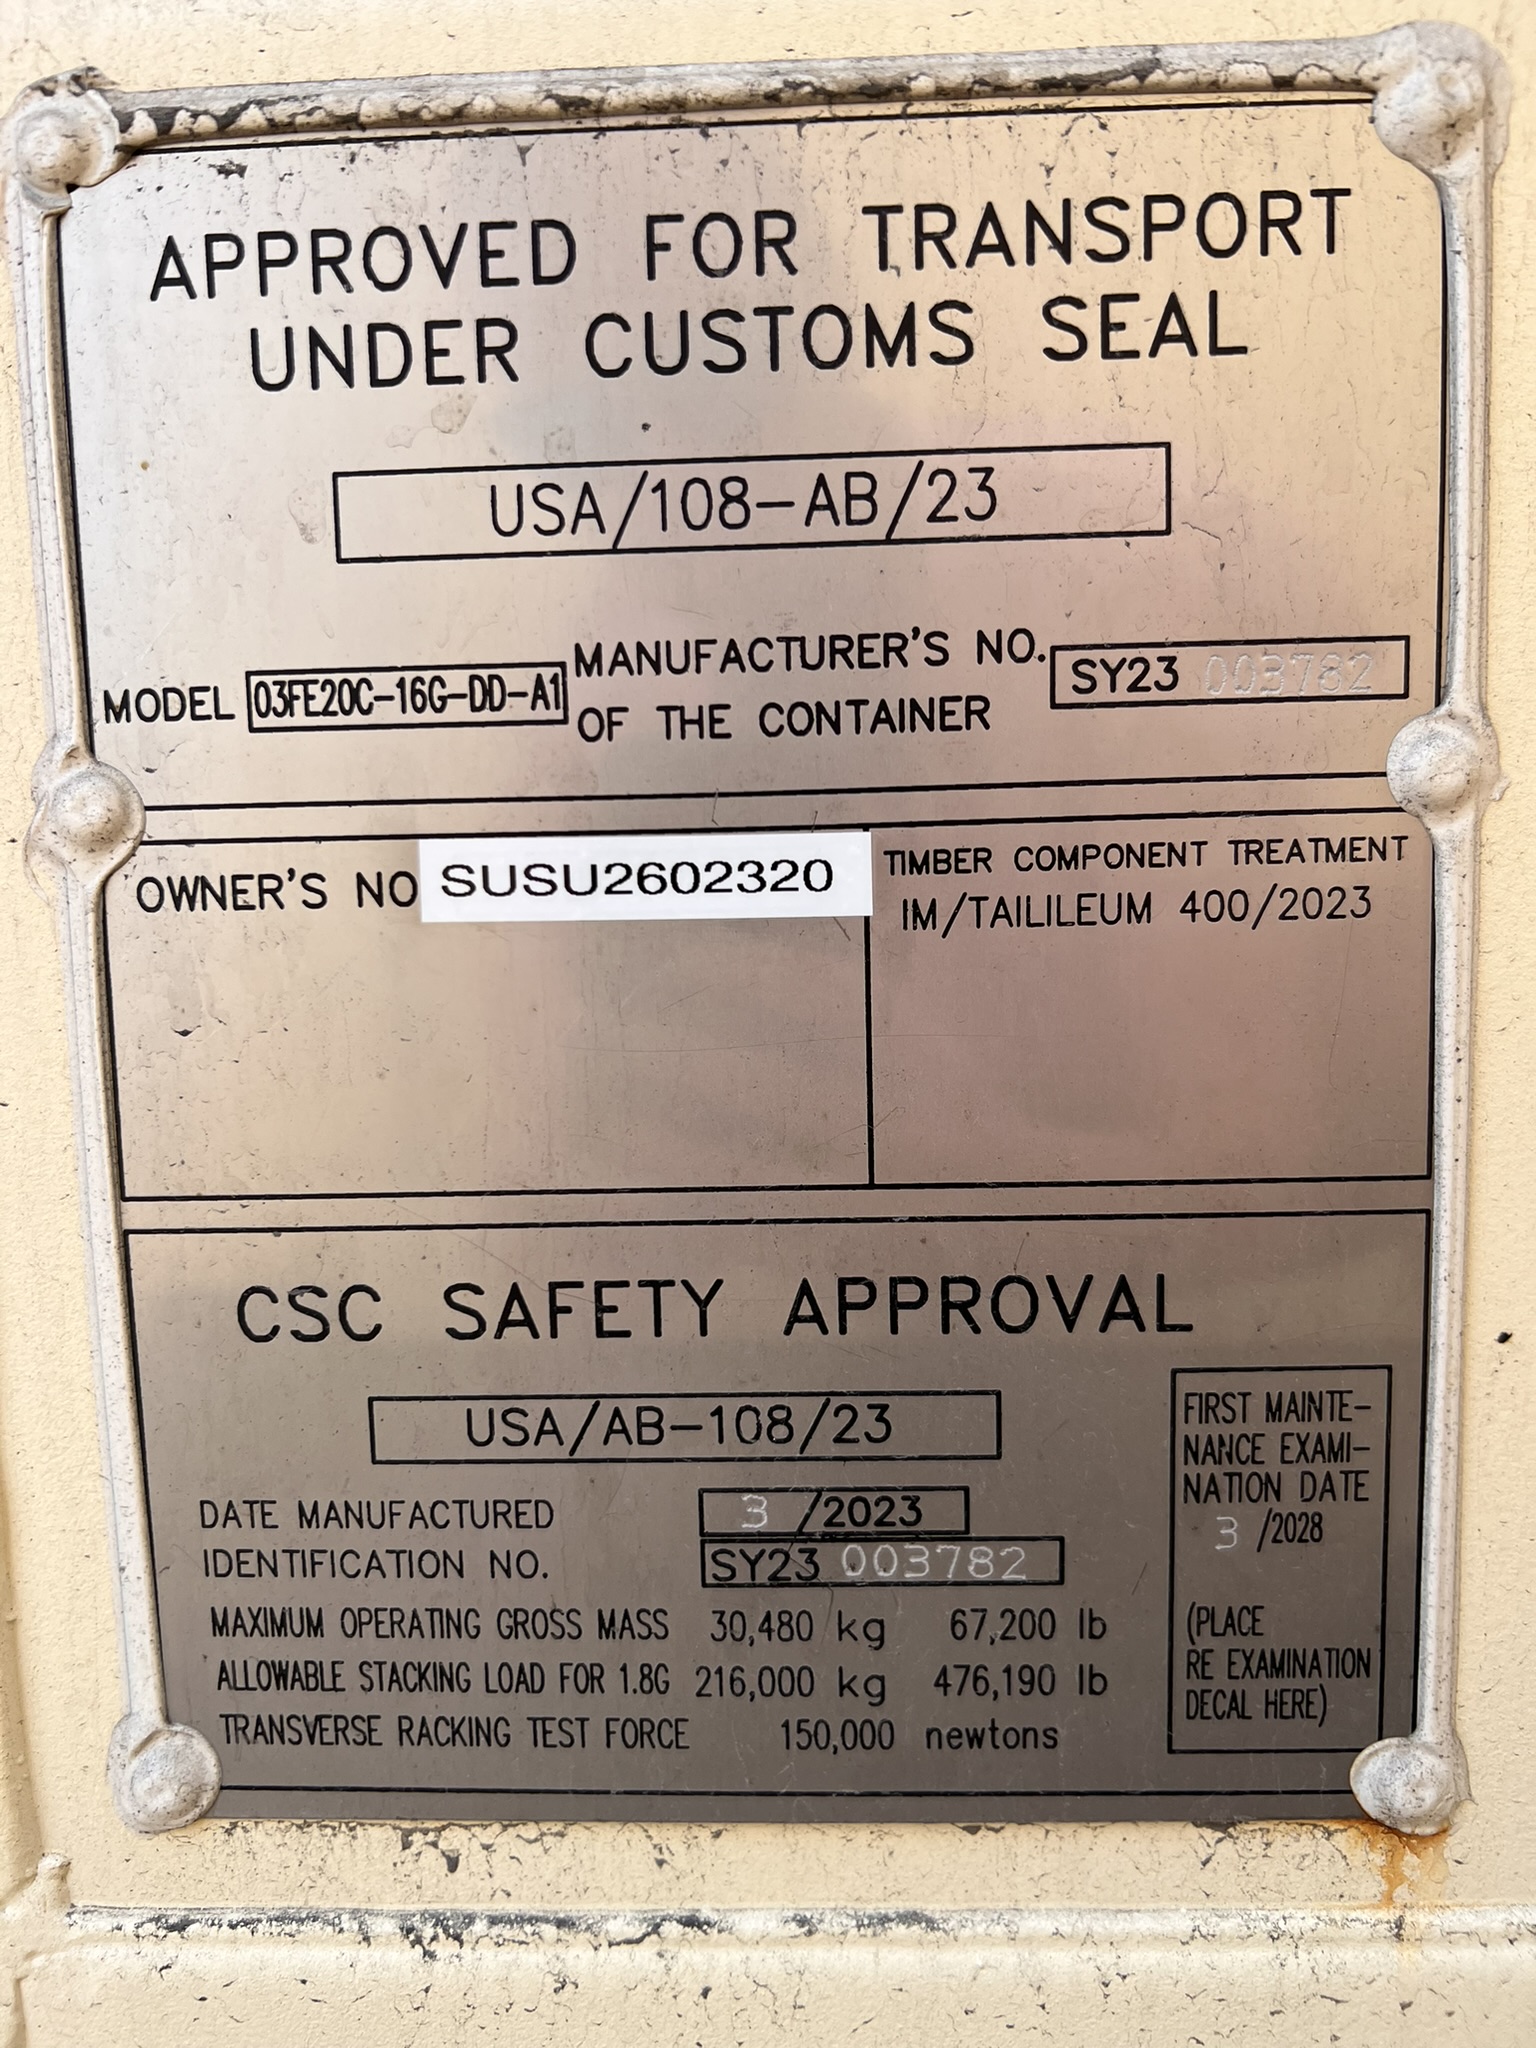 APPROVED FOR TRANSPORT
UNDER CUSTOMS SEAL
USA/108-AB/23
MODEL 03FE20C-16G-DD-A1
MANUFACTURER'S NO.
OF THE CONTAINER
SY23 003782
OWNER'S NO SUSU2602320
TIMBER COMPONENT TREATMENT
IM/TAILILEUM 400/2023
CSC SAFETY APPROVAL
USA/AB-108/23
DATE MANUFACTURED 3 /2023
IDENTIFICATION NO. SY23 003782
MAXIMUM OPERATING GROSS MASS 30,480 kg 67,200 lb
ALLOWABLE STACKING LOAD FOR 1.8G 216,000 kg 476,190 lb
TRANSVERSE RACKING TEST FORCE 150,000 newtons
FIRST MAINTE-
NANCE EXAMI-
NATION DATE
3 /2028
(PLACE
RE EXAMINATION
DECAL HERE)